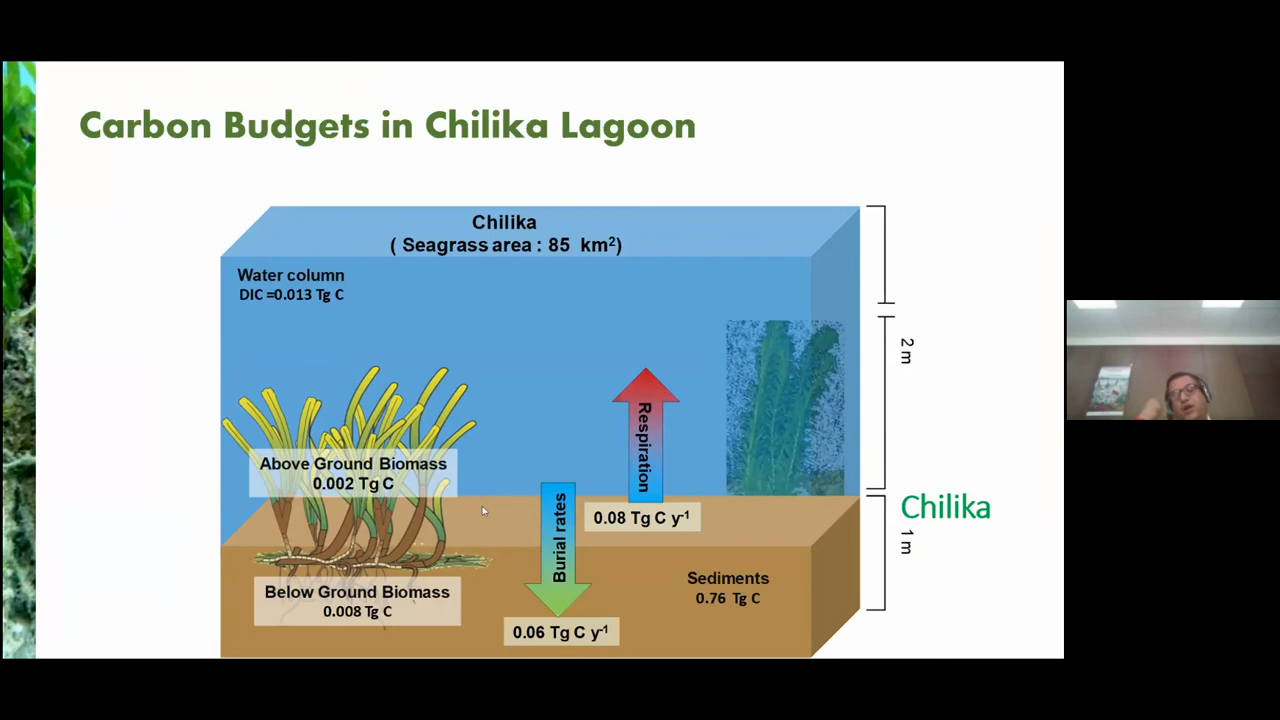 Carbon Budgets in Chilika Lagoon
Chilika
( Seagrass area : 85 km²)
Water column
DIC =0.013 Tg C
2 m
Respiration
Above Ground Biomass
0.002 Tg C
Burial rates
0.08 Tg C y⁻¹
Chilika
1 m
Sediments
0.76 Tg C
Below Ground Biomass
0.008 Tg C
0.06 Tg C y⁻¹